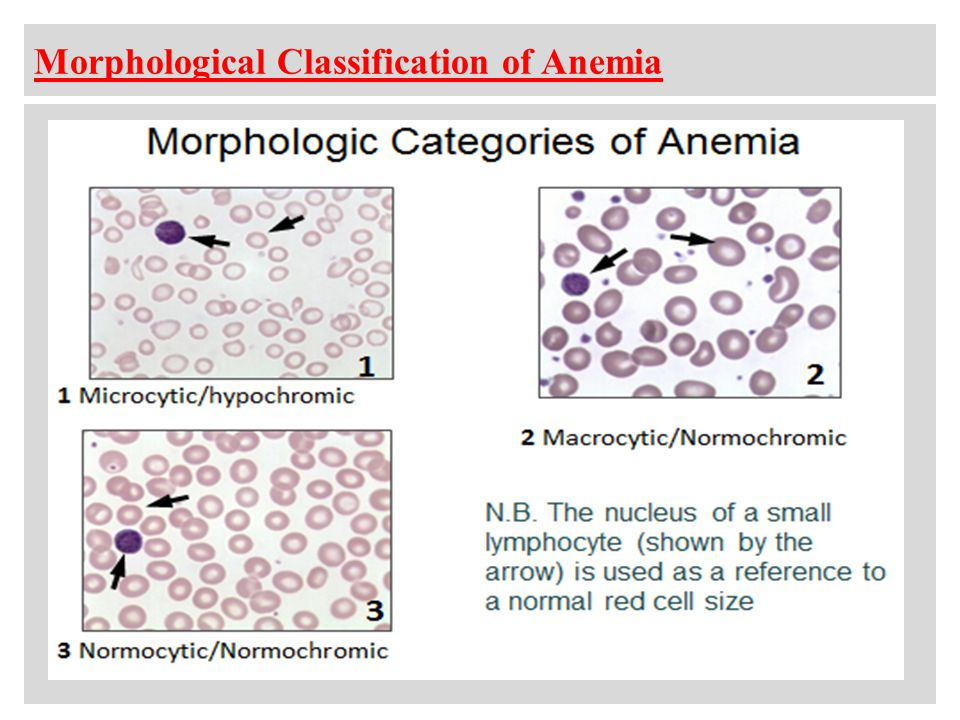 Morphological Classification of Anemia
Morphologic Categories of Anemia
1
1 Microcytic/hypochromic
2
2 Macrocytic/Normochromic
3
3 Normocytic/Normochromic
N.B. The nucleus of a small
lymphocyte (shown by the
arrow) is used as a reference to
a normal red cell size